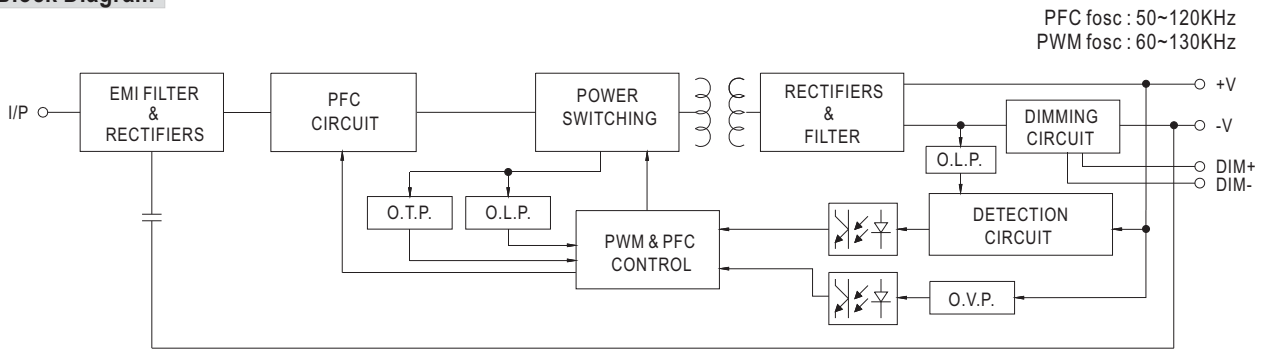 Block Diagram
PFC fosc : 50~120KHz
PWM fosc : 60~130KHz
I/P
EMI FILTER
&
RECTIFIERS
PFC
CIRCUIT
POWER
SWITCHING
RECTIFIERS
&
FILTER
DIMMING
CIRCUIT
+V
-V
DIM+
DIM-
O.L.P.
O.T.P.
O.L.P.
PWM & PFC
CONTROL
DETECTION
CIRCUIT
O.V.P.